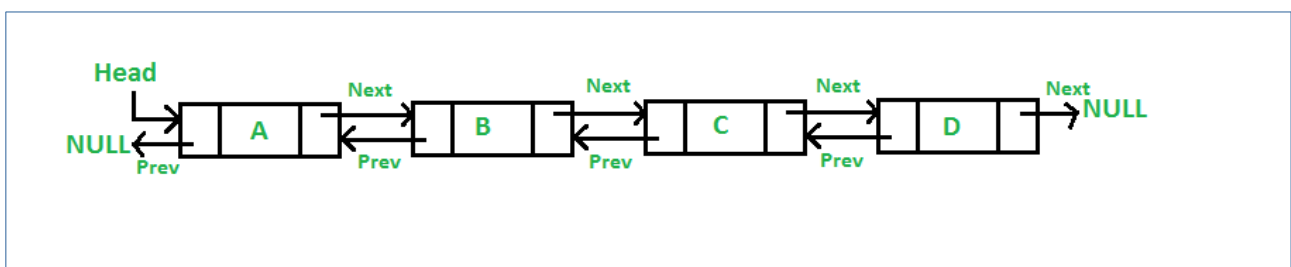 Head
Next Next Next Next
NULL
A B C D
NULL
Prev Prev Prev Prev